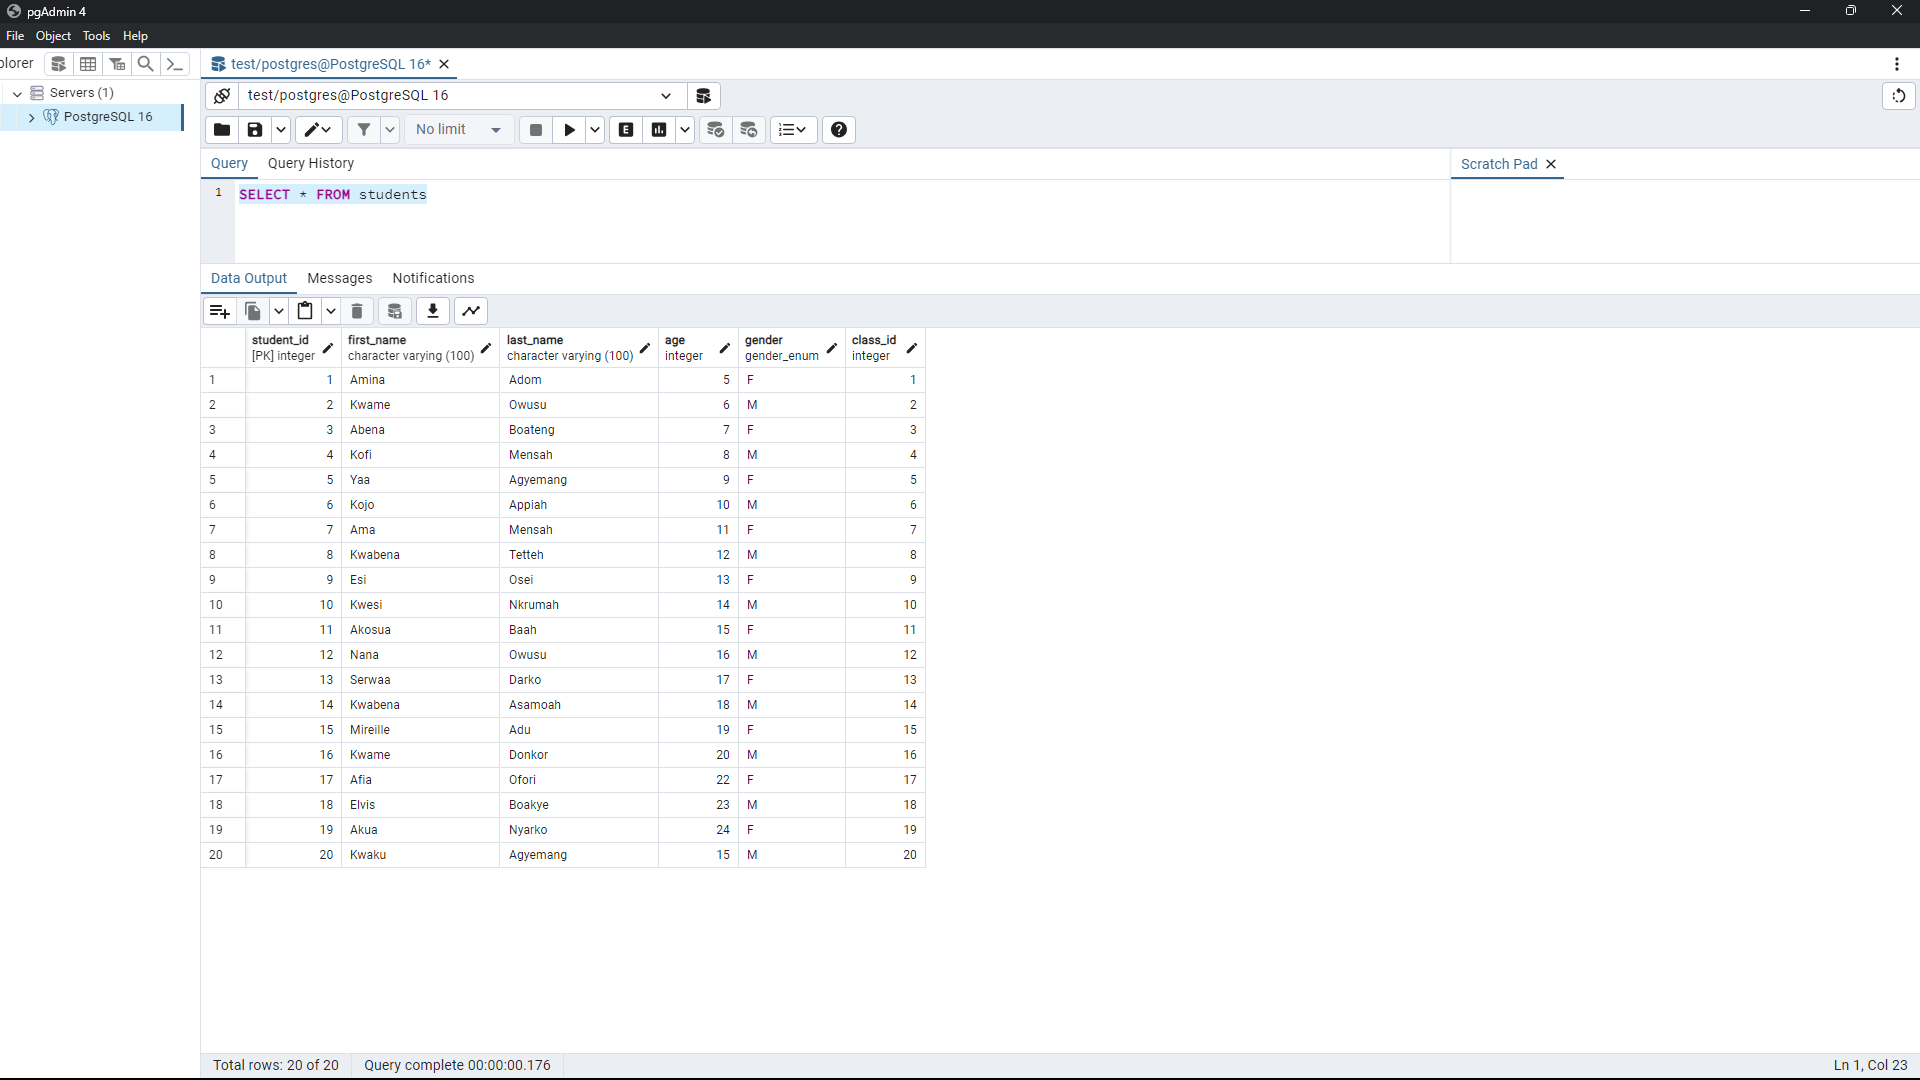 pgAdmin 4
File Object Tools Help
plorer
test/postgres@PostgreSQL 16*
Servers (1)
PostgreSQL 16
test/postgres@PostgreSQL 16
No limit
E
Query Query History
Scratch Pad
1 SELECT * FROM students
Data Output Messages Notifications
student_id first_name last_name age gender class_id
[PK] integer character varying (100) character varying (100) integer gender_enum integer
1 1 Amina Adom 5 F 1
2 2 Kwame Owusu 6 M 2
3 3 Abena Boateng 7 F 3
4 4 Kofi Mensah 8 M 4
5 5 Yaa Agyemang 9 F 5
6 6 Kojo Appiah 10 M 6
7 7 Ama Mensah 11 F 7
8 8 Kwabena Tetteh 12 M 8
9 9 Esi Osei 13 F 9
10 10 Kwesi Nkrumah 14 M 10
11 11 Akosua Baah 15 F 11
12 12 Nana Owusu 16 M 12
13 13 Serwaa Darko 17 F 13
14 14 Kwabena Asamoah 18 M 14
15 15 Mireille Adu 19 F 15
16 16 Kwame Donkor 20 M 16
17 17 Afia Ofori 22 F 17
18 18 Elvis Boakye 23 M 18
19 19 Akua Nyarko 24 F 19
20 20 Kwaku Agyemang 15 M 20
Total rows: 20 of 20 Query complete 00:00:00.176 Ln 1, Col 23